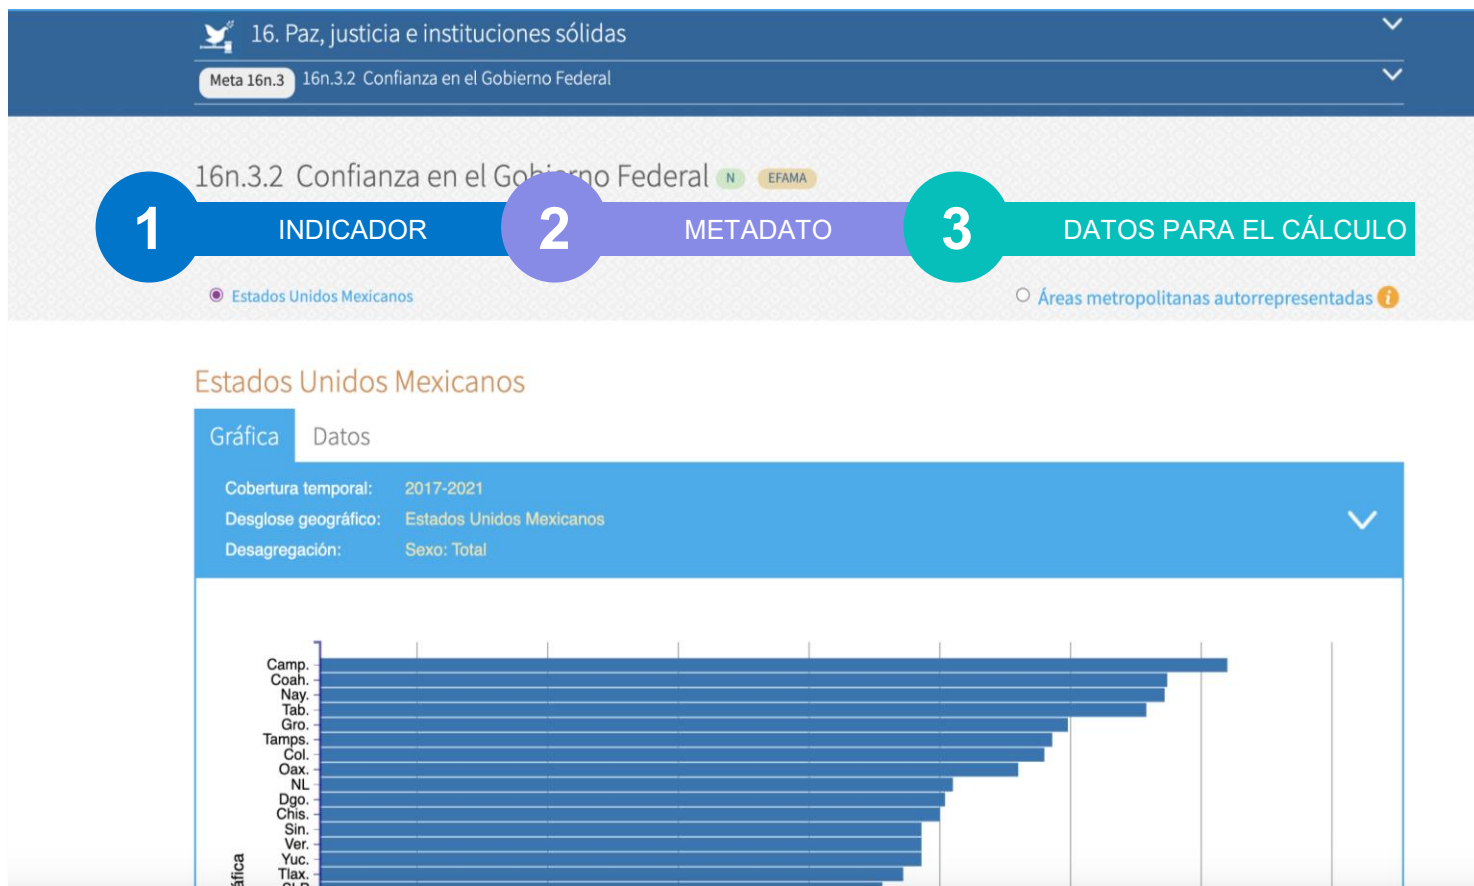 16. Paz, justicia e instituciones sólidas
Meta 16n.3 16n.3.2 Confianza en el Gobierno Federal
16n.3.2 Confianza en el Gobierno Federal N EFAMA
1 INDICADOR 2 METADATO 3 DATOS PARA EL CÁLCULO
Estados Unidos Mexicanos Áreas metropolitanas autorrepresentadas i
Estados Unidos Mexicanos
Gráfica Datos
Cobertura temporal: 2017-2021
Desglose geográfico: Estados Unidos Mexicanos
Desagregación: Sexo: Total
Camp.
Coah.
Nay.
Tab.
Gro.
Tamps.
Col.
Oax.
NL
Dgo.
Chis.
Sin.
Ver.
Yuc.
Tlax.